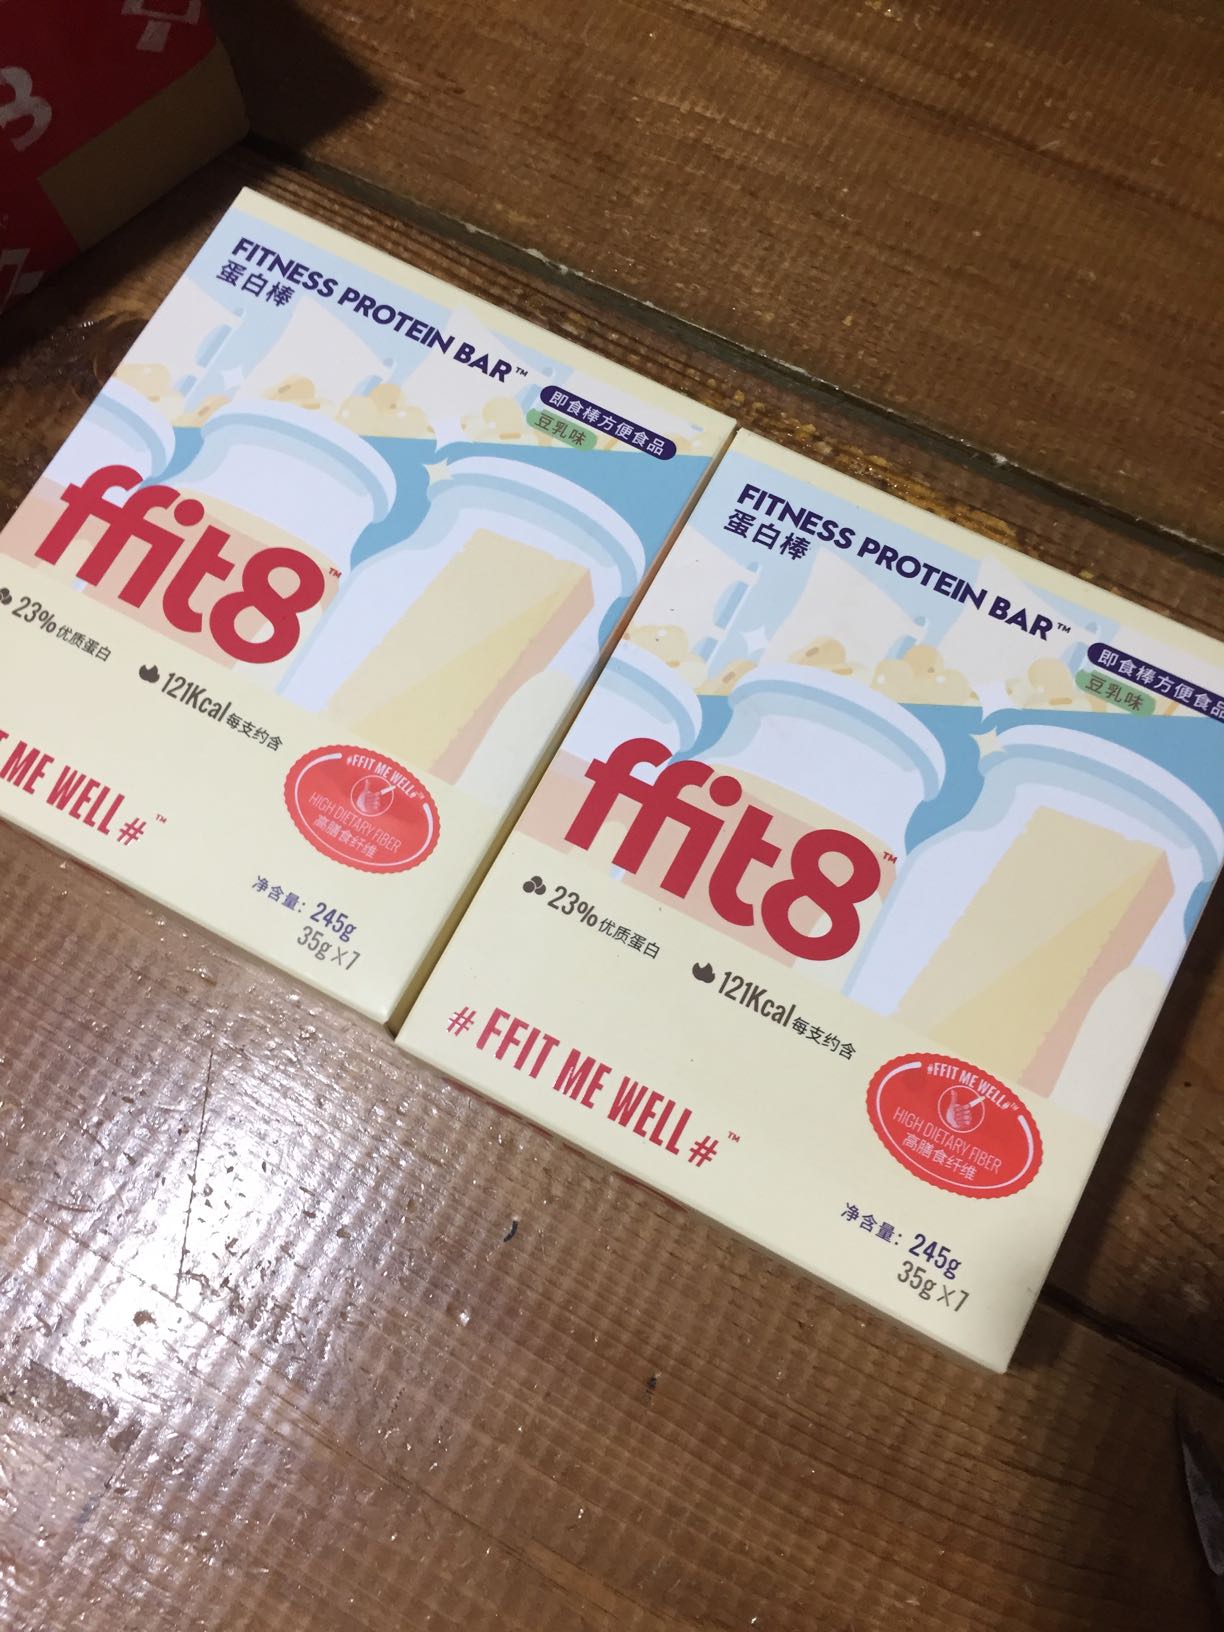 FITNESS PROTEIN BAR™
蛋白棒
即食棒方便食品
豆乳味
ffit8™
23%优质蛋白
121Kcal每支约含
ME WELL#™
#FFIT ME WELL#™
HIGH DIETARY FIBER
高膳食纤维
净含量：245g
35g×7
FITNESS PROTEIN BAR™
蛋白棒
即食棒方便食品
豆乳味
ffit8™
23%优质蛋白
121Kcal每支约含
#FFIT ME WELL#™
#FFIT ME WELL#™
HIGH DIETARY FIBER
高膳食纤维
净含量：245g
35g×7